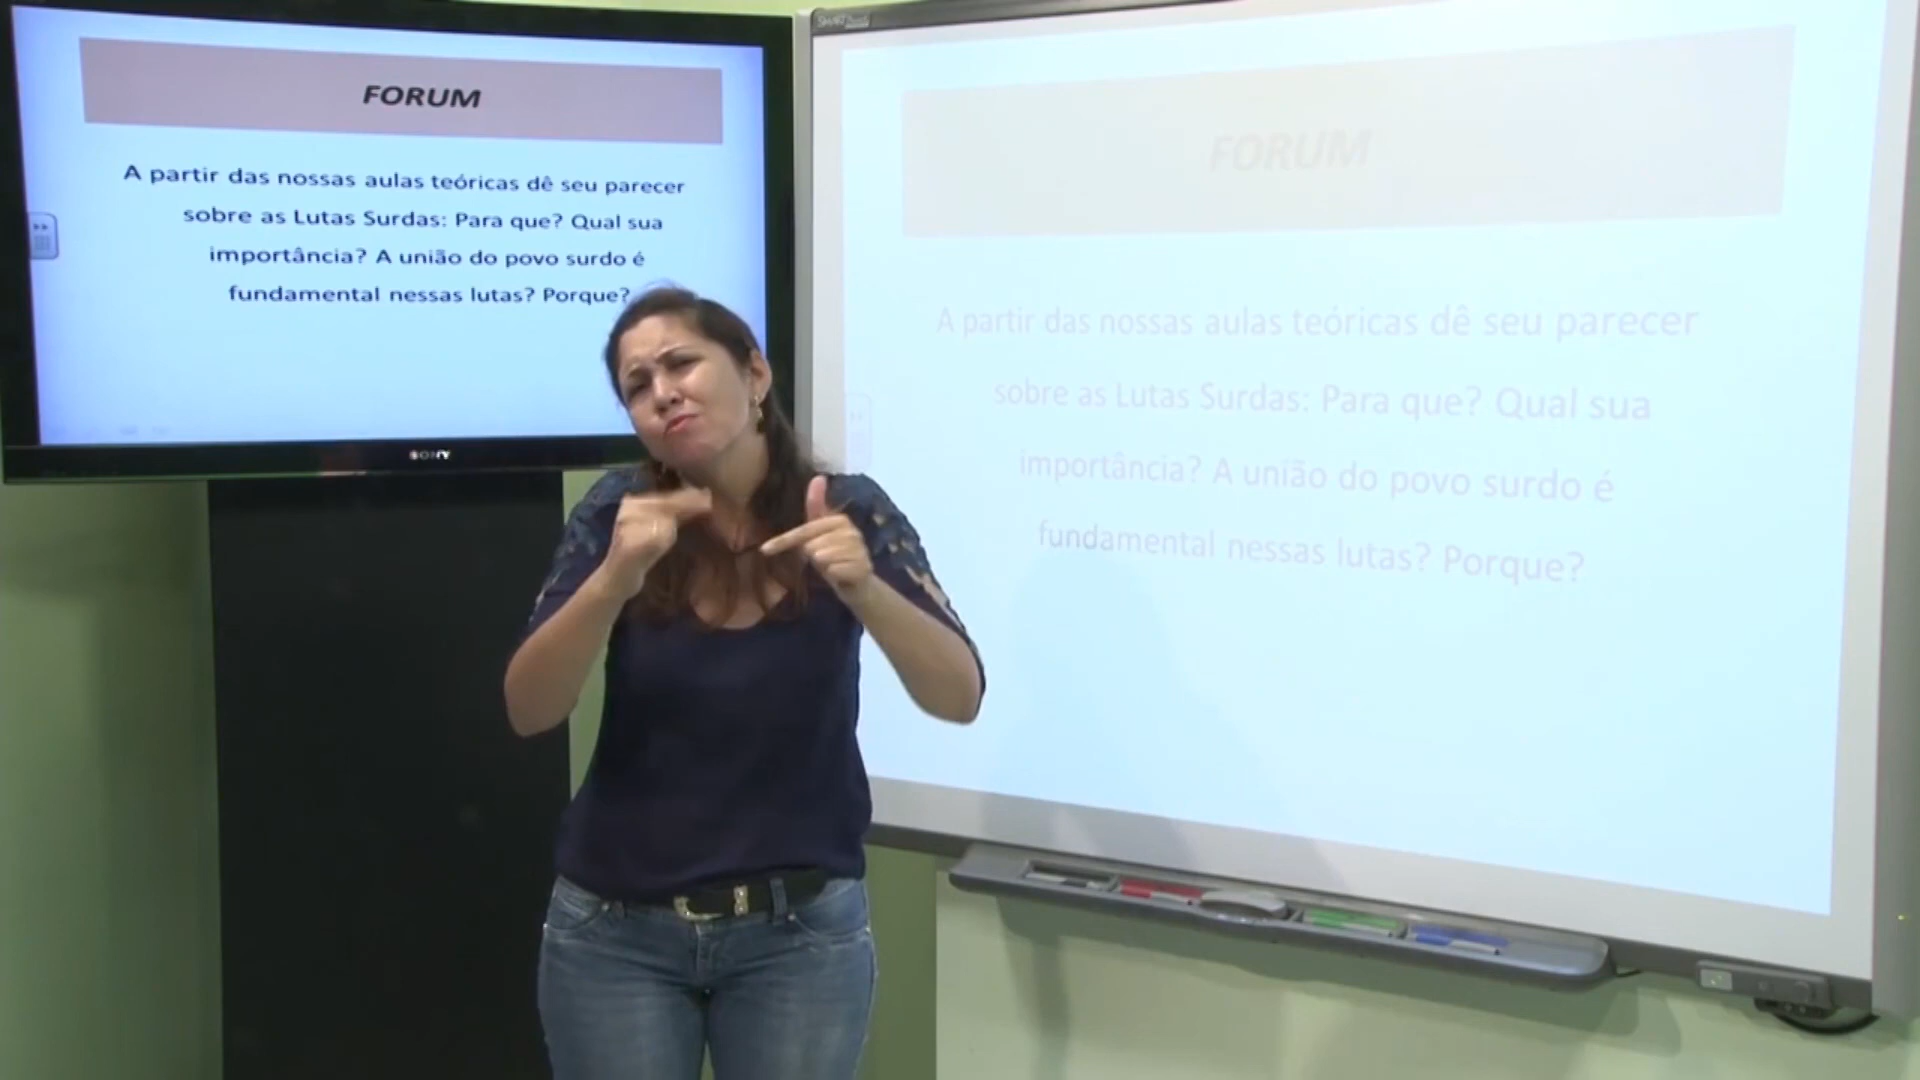 FORUM
A partir das nossas aulas teóricas dê seu parecer
sobre as Lutas Surdas: Para que? Qual sua
importância? A união do povo surdo é
fundamental nessas lutas? Porque?
SONY
SMART Board
FORUM
A partir das nossas aulas teóricas dê seu parecer
sobre as Lutas Surdas: Para que? Qual sua
importância? A união do povo surdo é
fundamental nessas lutas? Porque?